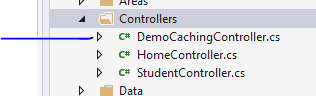 Areas
Controllers
C# DemoCachingController.cs
C# HomeController.cs
C# StudentController.cs
Data